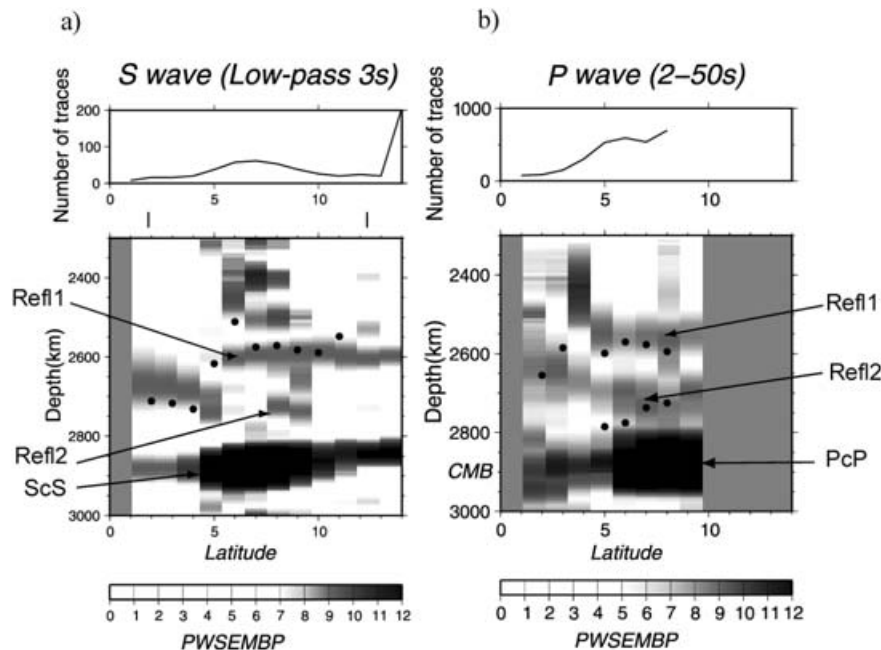 a)
S wave (Low-pass 3s)
Number of traces
200
100
0
0 5 10
Refl1
Refl2
ScS
Depth(km)
2400
2600
2800
3000
0 5 10
Latitude
0 1 2 3 4 5 6 7 8 9 10 11 12
PWSEMBP
b)
P wave (2–50s)
Number of traces
1000
0
0 5 10
Depth(km)
2400
2600
2800
CMB
3000
Refl1
Refl2
PcP
0 5 10
Latitude
0 1 2 3 4 5 6 7 8 9 10 11 12
PWSEMBP